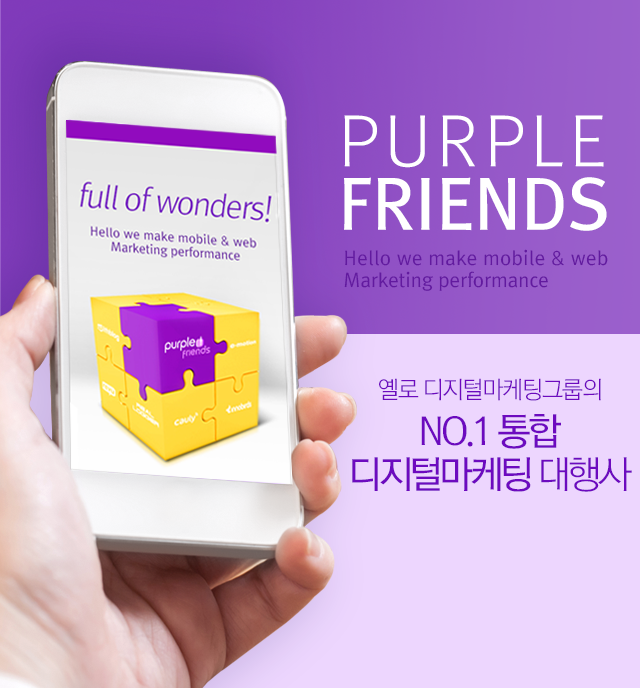 PURPLE
FRIENDS
Hello we make mobile & web
Marketing performance
옐로 디지털마케팅그룹의
NO.1 통합
디지털마케팅 대행사
full of wonders!
Hello we make mobile & web
Marketing performance
purple
friends
cauly